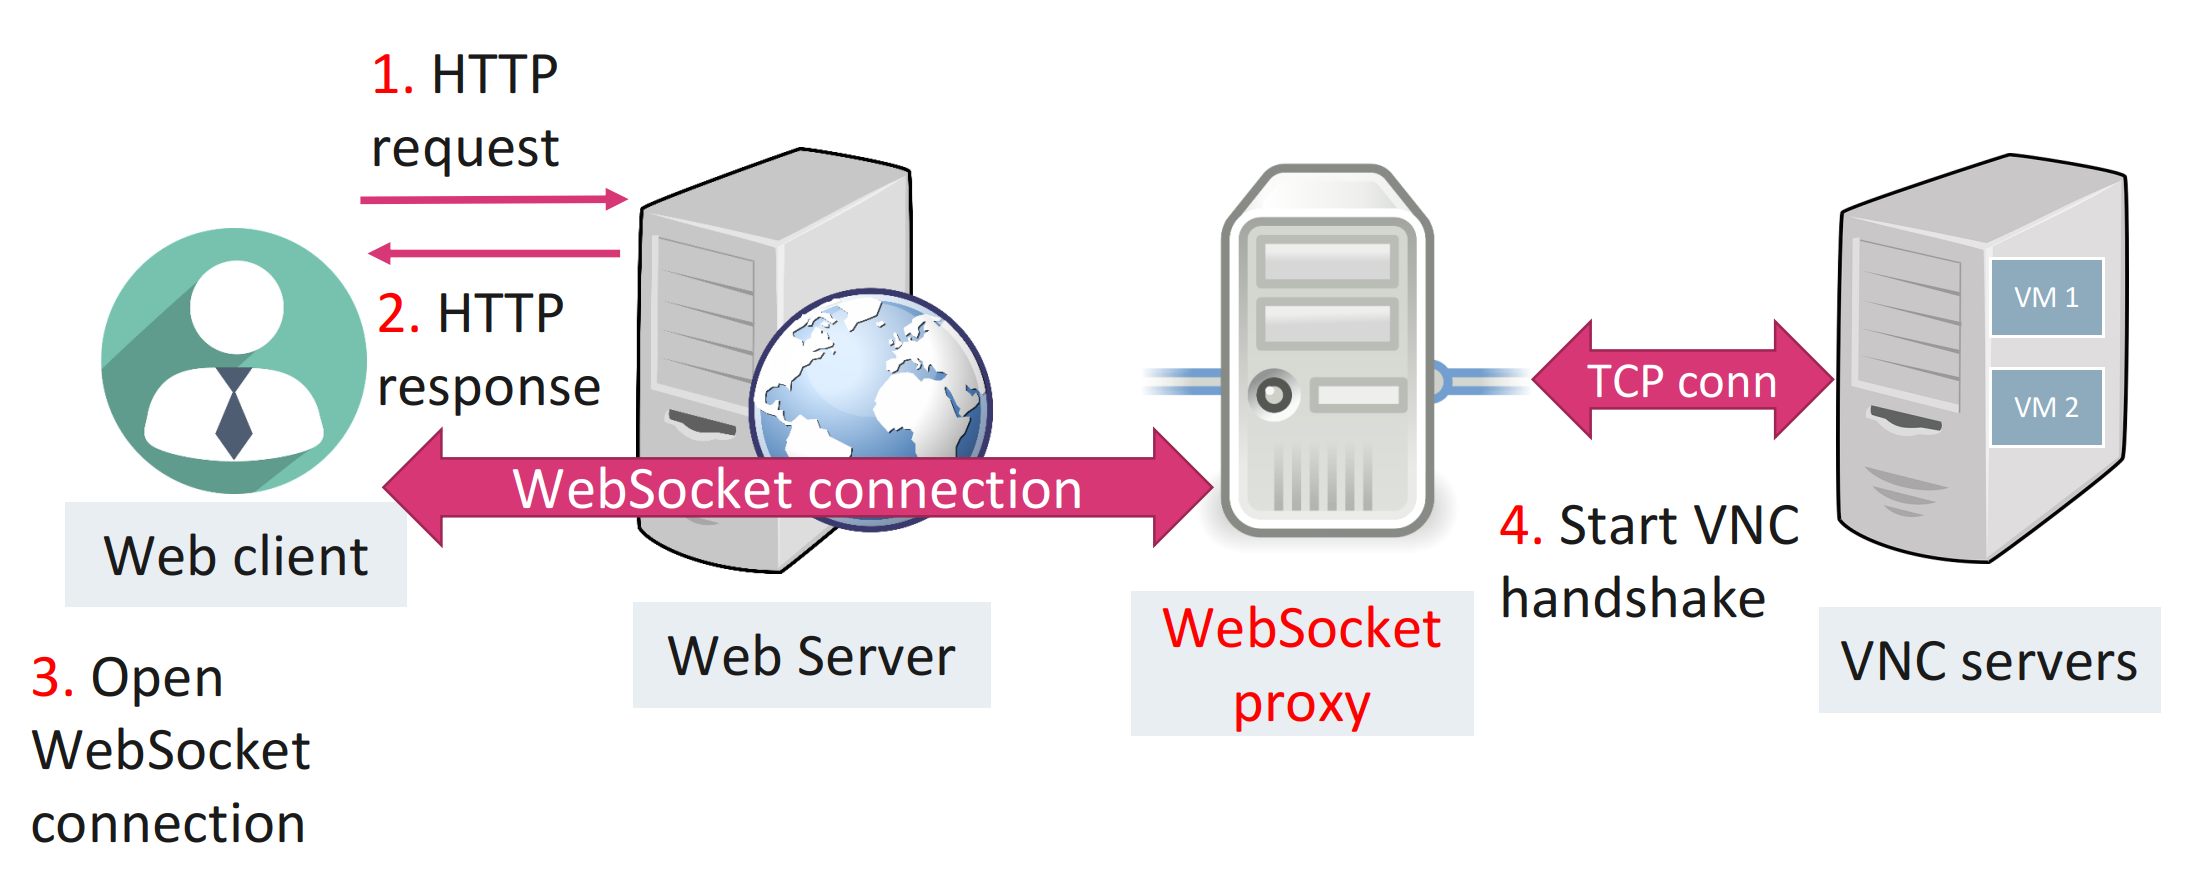 1. HTTP
request
2. HTTP
response
WebSocket connection
Web client
3. Open
WebSocket
connection
Web Server
WebSocket
proxy
TCP conn
4. Start VNC
handshake
VM 1
VM 2
VNC servers